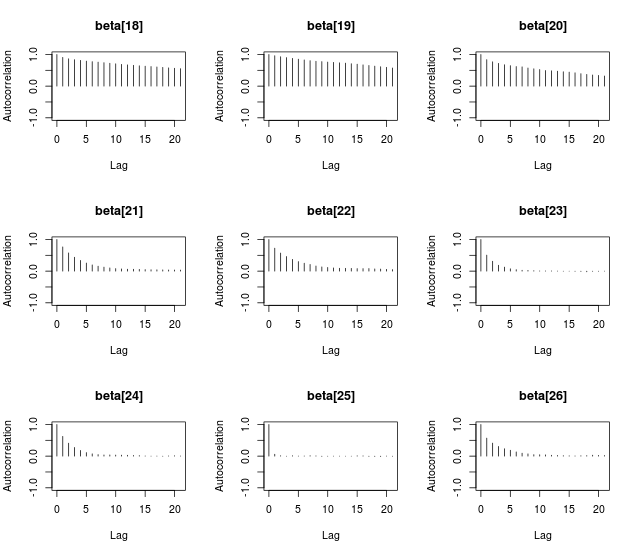 beta[18] beta[19] beta[20]
Autocorrelation -1.0 0.0 1.0 Autocorrelation -1.0 0.0 1.0 Autocorrelation -1.0 0.0 1.0
0 5 10 15 20 0 5 10 15 20 0 5 10 15 20
Lag Lag Lag
beta[21] beta[22] beta[23]
Autocorrelation -1.0 0.0 1.0 Autocorrelation -1.0 0.0 1.0 Autocorrelation -1.0 0.0 1.0
0 5 10 15 20 0 5 10 15 20 0 5 10 15 20
Lag Lag Lag
beta[24] beta[25] beta[26]
Autocorrelation -1.0 0.0 1.0 Autocorrelation -1.0 0.0 1.0 Autocorrelation -1.0 0.0 1.0
0 5 10 15 20 0 5 10 15 20 0 5 10 15 20
Lag Lag Lag